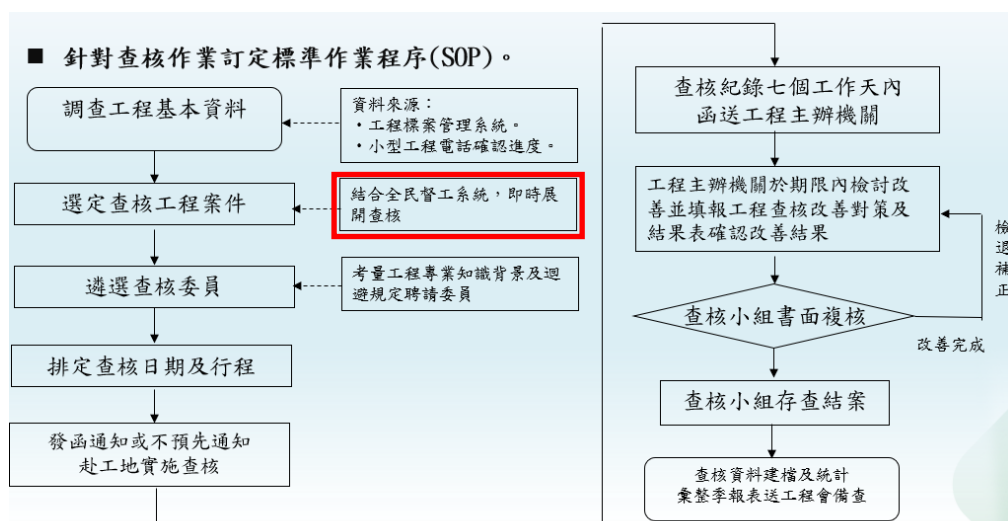 ■ 針對查核作業訂定標準作業程序(SOP)。
調查工程基本資料
資料來源：
・工程標案管理系統。
・小型工程電話確認進度。
選定查核工程案件
結合全民督工系統，即時展
開查核
遴選查核委員
考量工程專業知識背景及迴
避規定聘請委員
排定查核日期及行程
發函通知或不預先通知
赴工地實施查核
查核紀錄七個工作天內
函送工程主辦機關
工程主辦機關於期限內檢討改
善並填報工程查核改善對策及
結果表確認改善結果
檢
退
補
正
查核小組書面複核
改善完成
查核小組存查結案
查核資料建檔及統計
彙整季報表送工程會備查